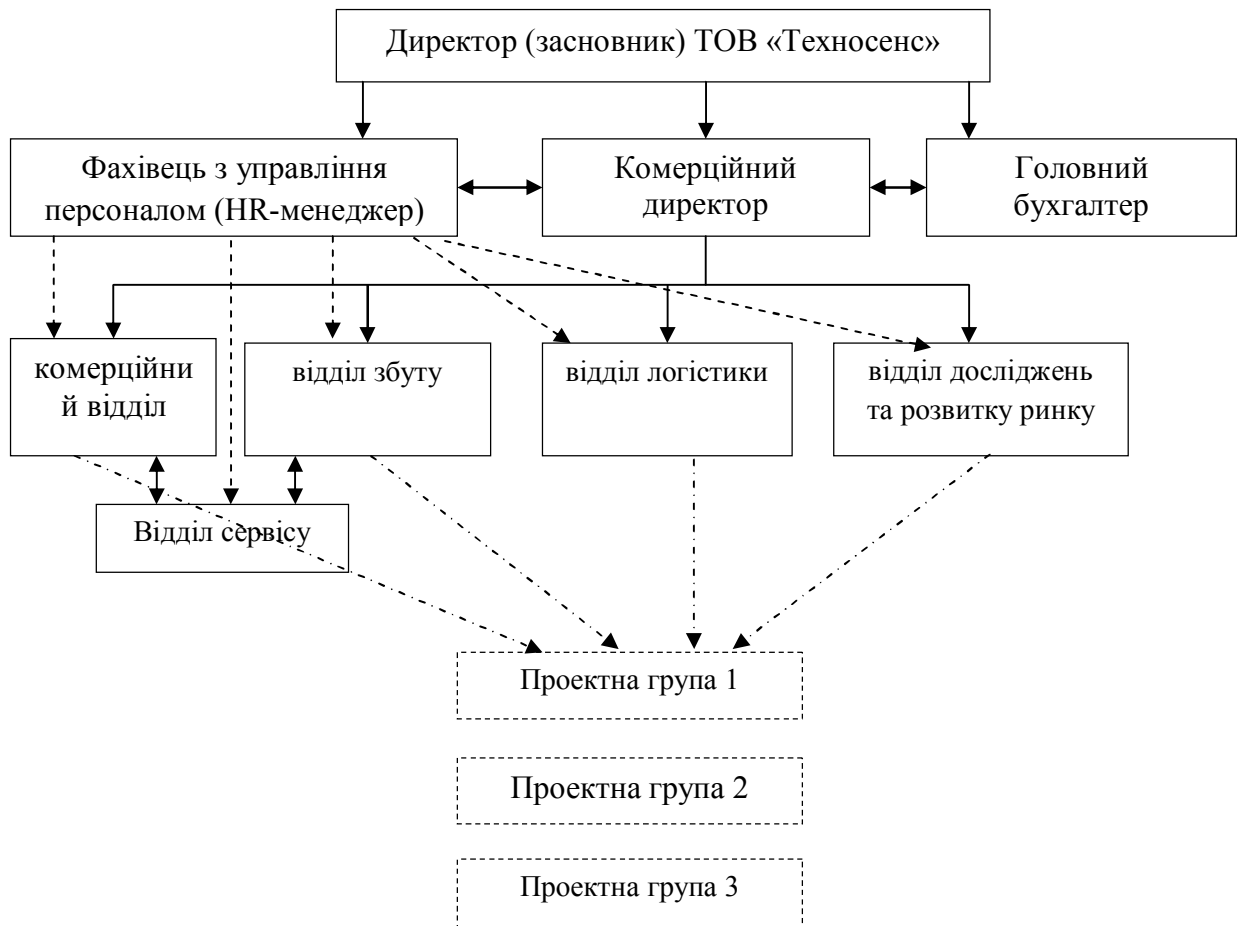 Директор (засновник) ТОВ «Техносенс»
Фахівець з управління
персоналом (HR-менеджер)
Комерційний
директор
Головний
бухгалтер
комерційни
й відділ
відділ збуту
відділ логістики
відділ досліджень
та розвитку ринку
Відділ сервісу
Проектна група 1
Проектна група 2
Проектна група 3